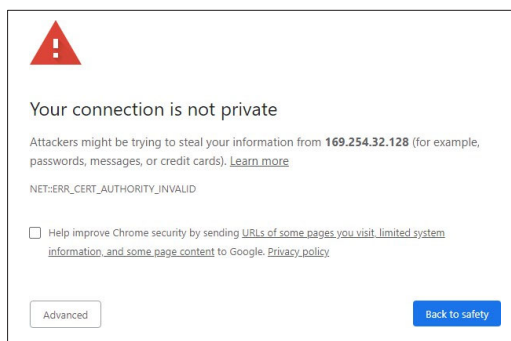 Your connection is not private
Attackers might be trying to steal your information from 169.254.32.128 (for example,
passwords, messages, or credit cards). Learn more
NET::ERR_CERT_AUTHORITY_INVALID
Help improve Chrome security by sending URLs of some pages you visit, limited system
information, and some page content to Google. Privacy policy
Advanced
Back to safety